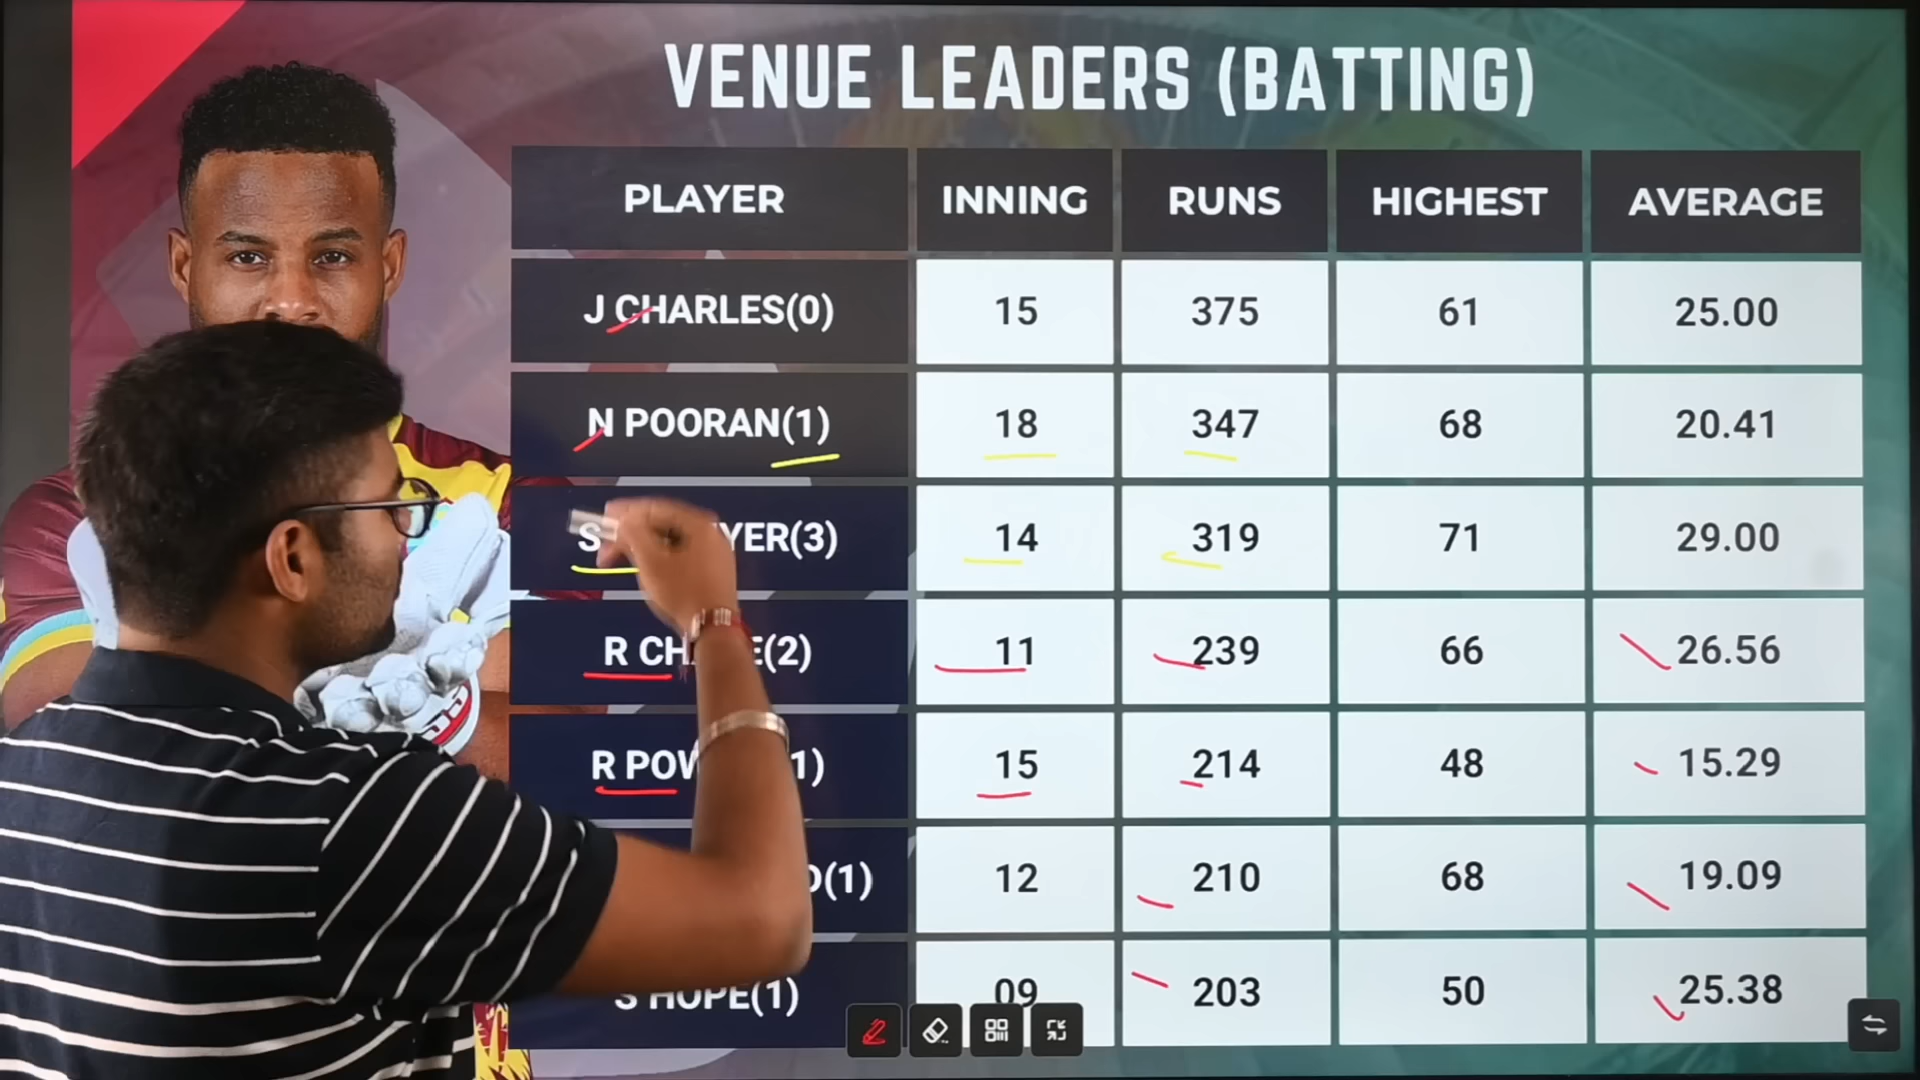 VENUE LEADERS (BATTING)
PLAYER INNING RUNS HIGHEST AVERAGE
J CHARLES(0) 15 375 61 25.00
N POORAN(1) 18 347 68 20.41
S YER(3) 14 319 71 29.00
R CH E(2) 11 239 66 26.56
R POW 1) 15 214 48 15.29
(1) 12 210 68 19.09
S HOPE(1) 09 203 50 25.38